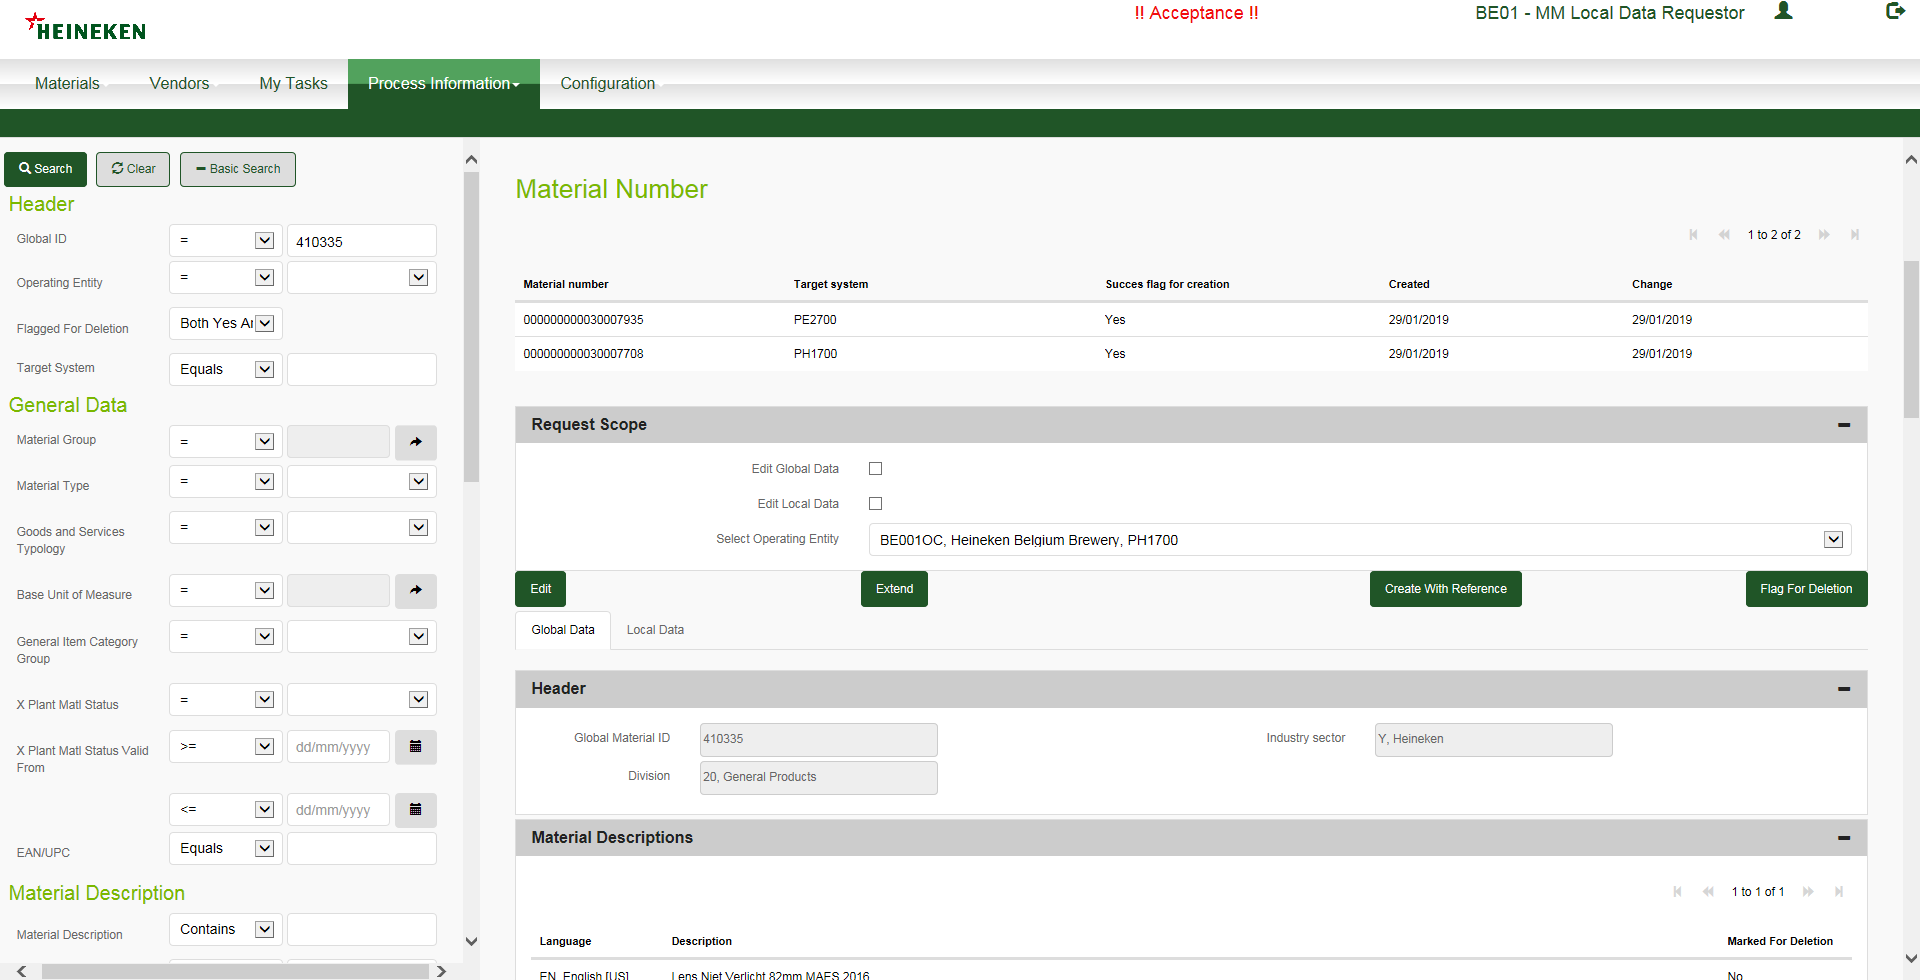 HEINEKEN
!! Acceptance !!
BE01 - MM Local Data Requestor
Materials
Vendors
My Tasks
Process Information
Configuration
Search
Clear
Basic Search
Header
Global ID
=
410335
Operating Entity
=
Flagged For Deletion
Both Yes Ar
Target System
Equals
General Data
Material Group
=
Material Type
=
Goods and Services
Typology
=
Base Unit of Measure
=
General Item Category
Group
=
X Plant Matl Status
=
X Plant Matl Status Valid
From
>=
dd/mm/yyyy
<=
dd/mm/yyyy
EAN/UPC
Equals
Material Description
Material Description
Contains
Material Number
1 to 2 of 2
Material number Target system Succes flag for creation Created Change
000000000030007935 PE2700 Yes 29/01/2019 29/01/2019
000000000030007708 PH1700 Yes 29/01/2019 29/01/2019
Request Scope
Edit Global Data
Edit Local Data
Select Operating Entity
BE001OC, Heineken Belgium Brewery, PH1700
Edit
Extend
Create With Reference
Flag For Deletion
Global Data
Local Data
Header
Global Material ID
410335
Industry sector
Y, Heineken
Division
20, General Products
Material Descriptions
1 to 1 of 1
Language Description Marked For Deletion
EN, English [US] Lens Niet Verlicht 82mm MAES 2016 No